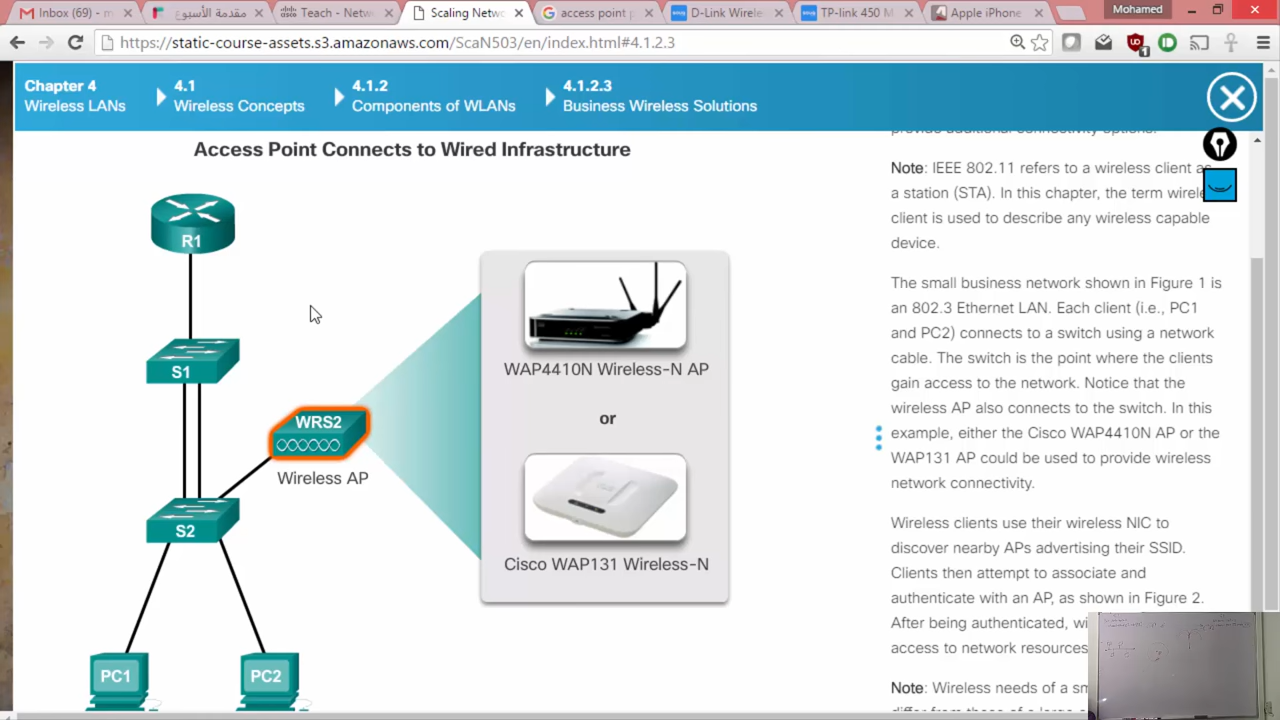 Inbox (69) - m
مقدمة الأسبوع
Teach - Netw
Scaling Netwo
access point p
D-Link Wirele
TP-link 450 M
Apple iPhone
Mohamed
https://static-course-assets.s3.amazonaws.com/ScaN503/en/index.html#4.1.2.3
Chapter 4
Wireless LANs
4.1
Wireless Concepts
4.1.2
Components of WLANs
4.1.2.3
Business Wireless Solutions
Access Point Connects to Wired Infrastructure
R1
S1
WRS2
Wireless AP
S2
PC1
PC2
WAP4410N Wireless-N AP
or
Cisco WAP131 Wireless-N
provide additional connectivity options.
Note: IEEE 802.11 refers to a wireless client as
a station (STA). In this chapter, the term wirele
client is used to describe any wireless capable
device.
The small business network shown in Figure 1 is
an 802.3 Ethernet LAN. Each client (i.e., PC1
and PC2) connects to a switch using a network
cable. The switch is the point where the clients
gain access to the network. Notice that the
wireless AP also connects to the switch. In this
example, either the Cisco WAP4410N AP or the
WAP131 AP could be used to provide wireless
network connectivity.
Wireless clients use their wireless NIC to
discover nearby APs advertising their SSID.
Clients then attempt to associate and
authenticate with an AP, as shown in Figure 2.
After being authenticated, wi
access to network resources
Note: Wireless needs of a sm
differ from those of a large